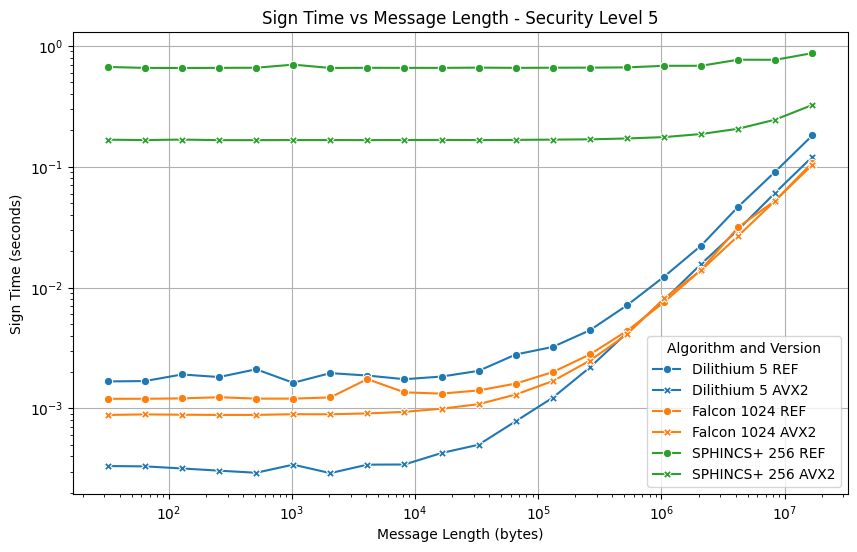 Sign Time vs Message Length - Security Level 5
Sign Time (seconds)
10⁰
10⁻¹
10⁻²
10⁻³
10² 10³ 10⁴ 10⁵ 10⁶ 10⁷
Message Length (bytes)
Algorithm and Version
Dilithium 5 REF
Dilithium 5 AVX2
Falcon 1024 REF
Falcon 1024 AVX2
SPHINCS+ 256 REF
SPHINCS+ 256 AVX2